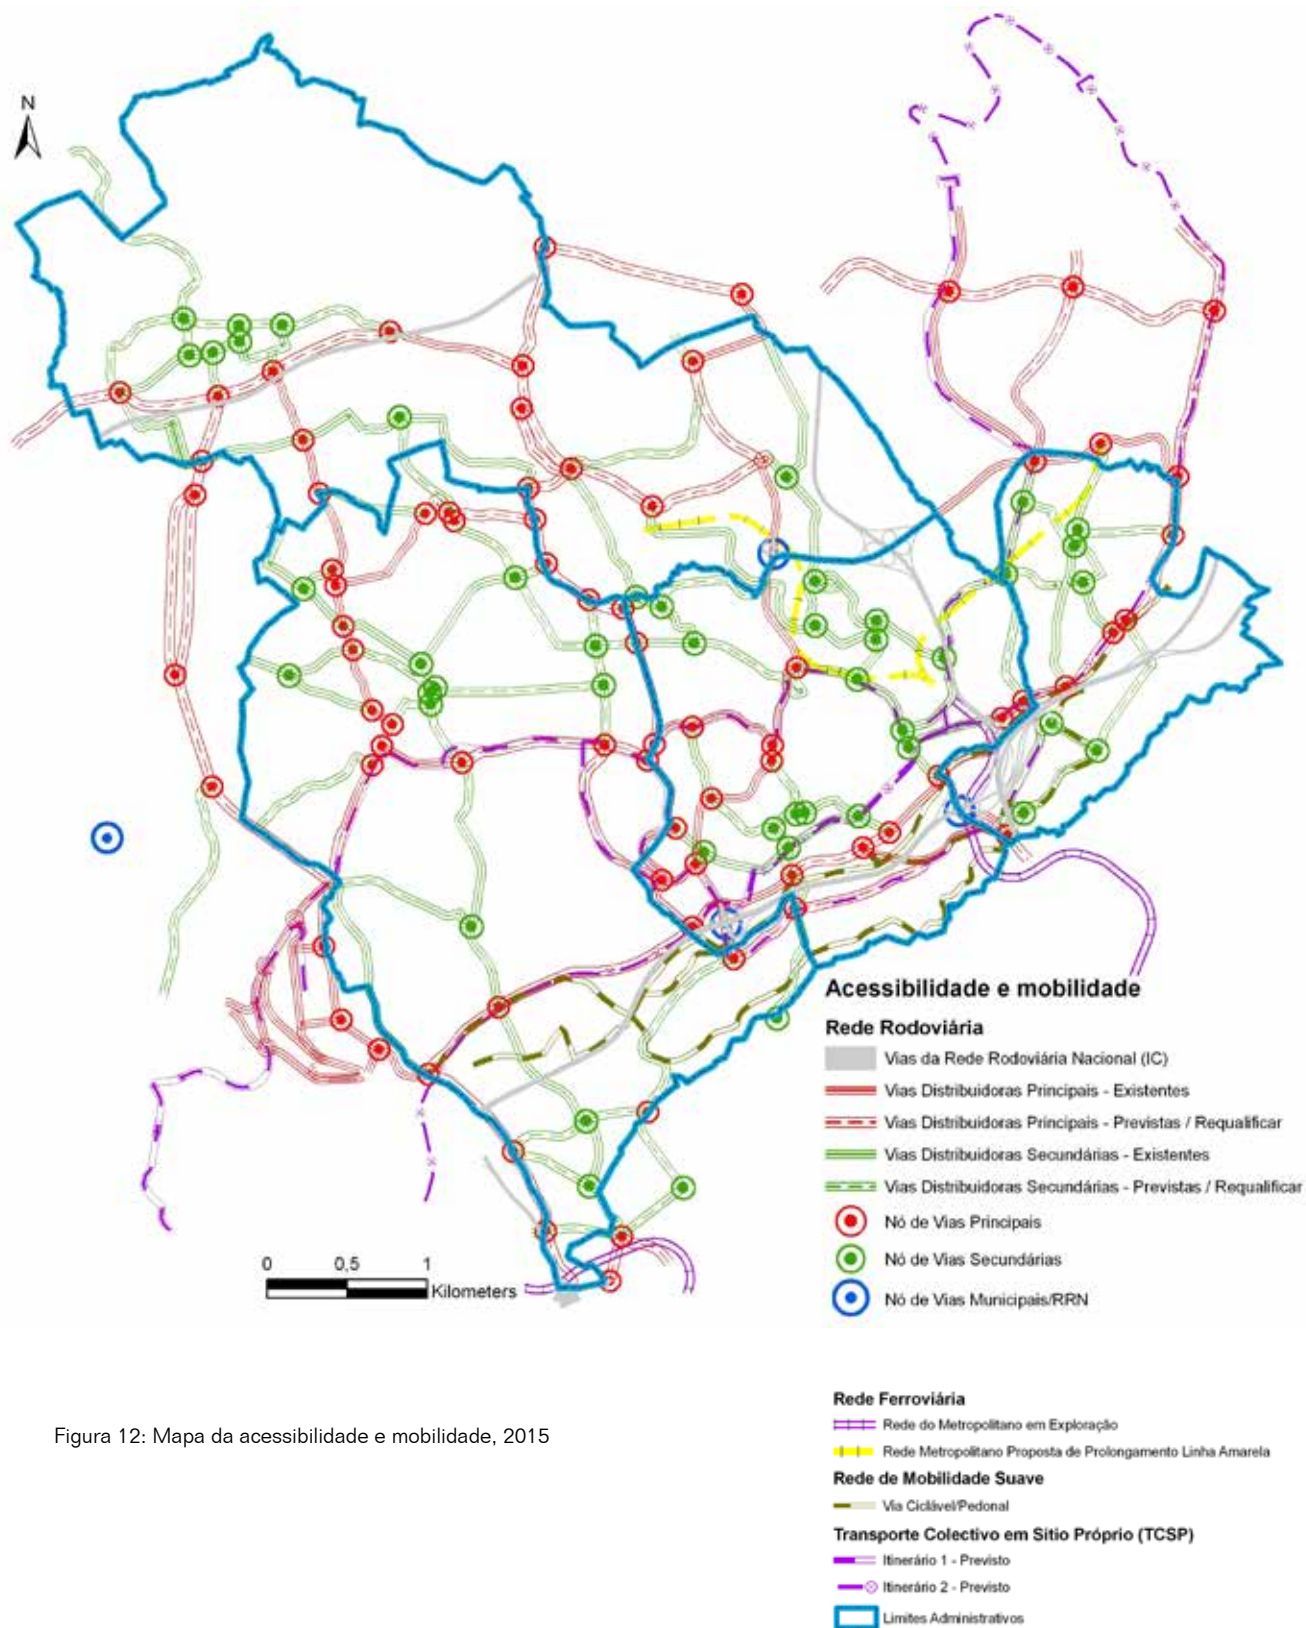 N
Acessibilidade e mobilidade
Rede Rodoviária
Vias da Rede Rodoviária Nacional (IC)
Vias Distribuidoras Principais - Existentes
Vias Distribuidoras Principais - Previstas / Requalificar
Vias Distribuidoras Secundárias - Existentes
Vias Distribuidoras Secundárias - Previstas / Requalificar
Nó de Vias Principais
Nó de Vias Secundárias
Nó de Vias Municipais/RRN
0 0,5 1
Kilometers
Rede Ferroviária
Rede do Metropolitano em Exploração
Rede Metropolitano Proposta de Prolongamento Linha Amarela
Rede de Mobilidade Suave
Via Ciclável/Pedonal
Transporte Colectivo em Sitio Próprio (TCSP)
Itinerário 1 - Previsto
Itinerário 2 - Previsto
Limites Administrativos
Figura 12: Mapa da acessibilidade e mobilidade, 2015